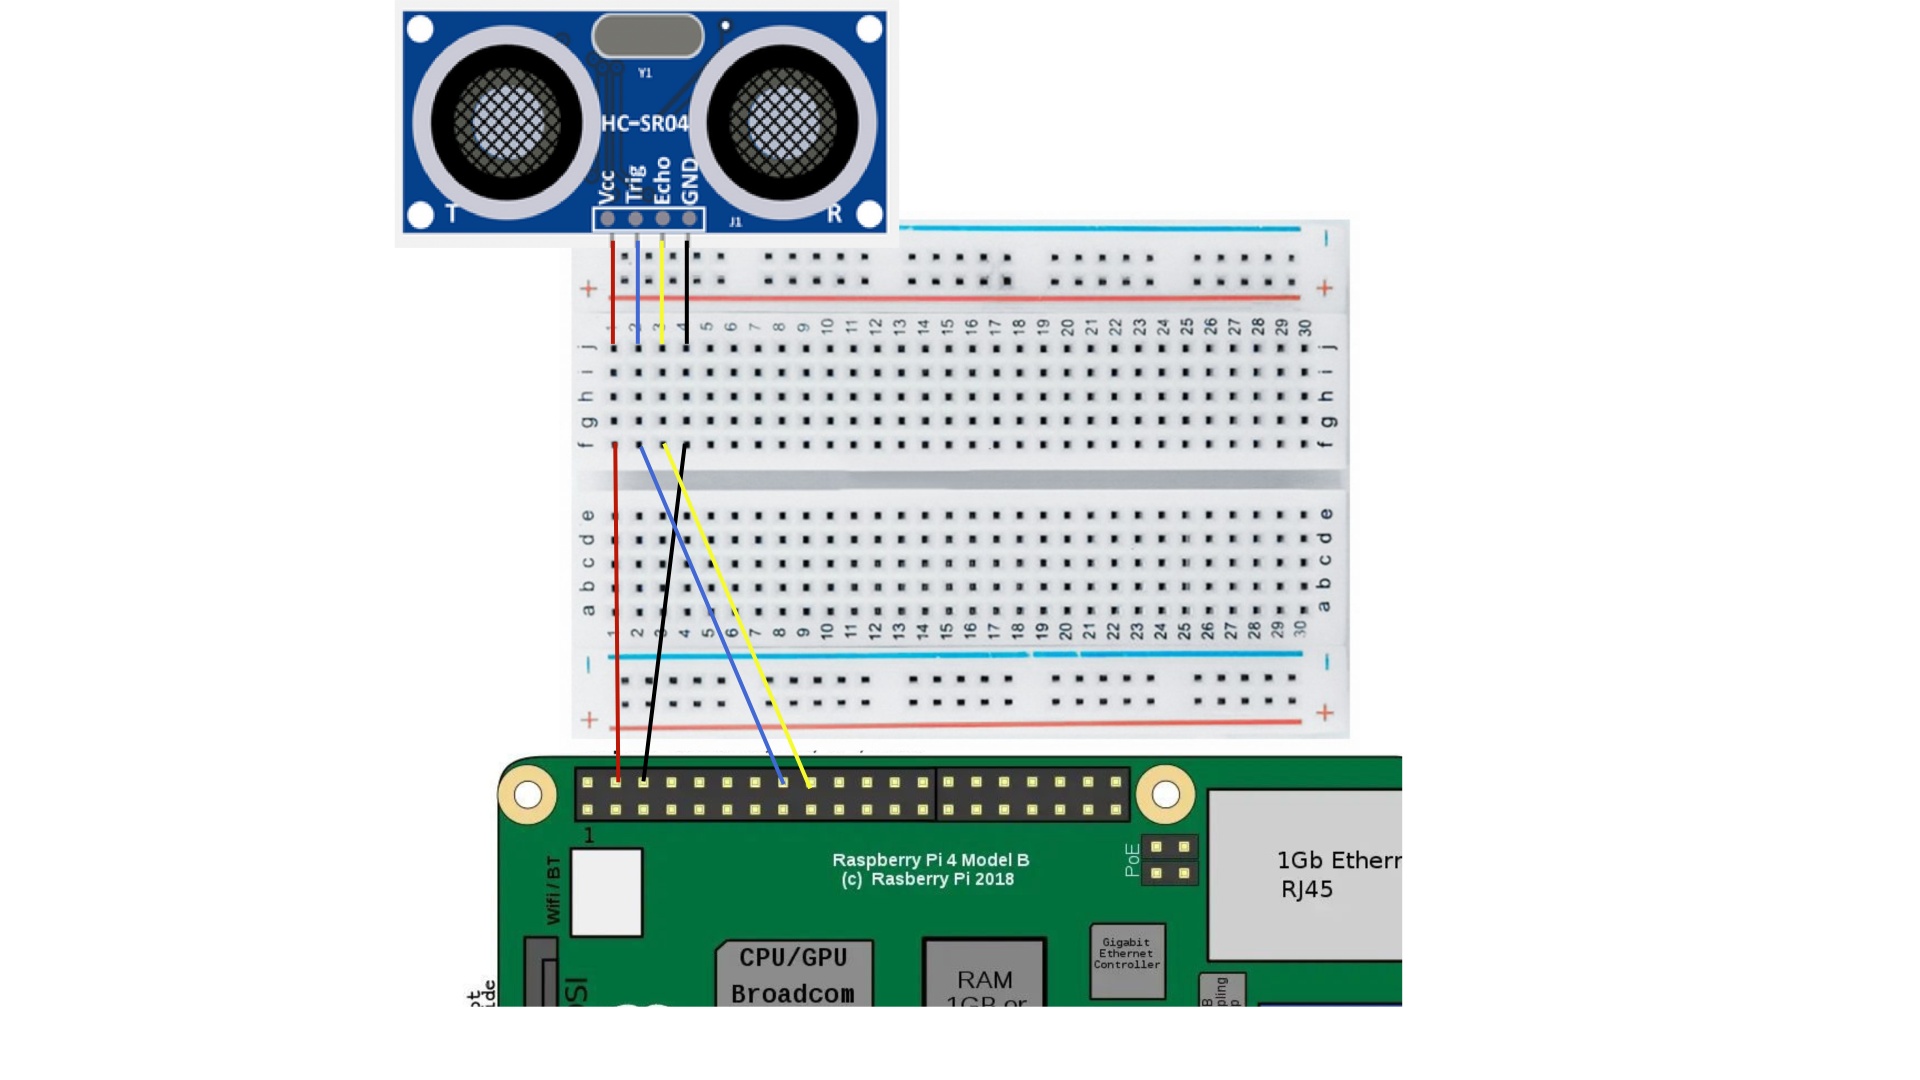 Y1
HC-SR04
Vcc Trig Echo GND
T J1 R
−
+ +
1 2 3 4 5 6 7 8 9 10 11 12 13 14 15 16 17 18 19 20 21 22 23 24 25 26 27 28 29 30
j j
i i
h h
g g
f f
e e
d d
c c
b b
a a
1 2 3 4 5 6 7 8 9 10 11 12 13 14 15 16 17 18 19 20 21 22 23 24 25 26 27 28 29 30
− −
+ +
1
Raspberry Pi 4 Model B
(c) Rasberry Pi 2018
PoE
1Gb Ethern
RJ45
Wifi / BT
Gigabit
Ethernet
Controller
CPU/GPU
Broadcom
RAM
1GB or
DSI